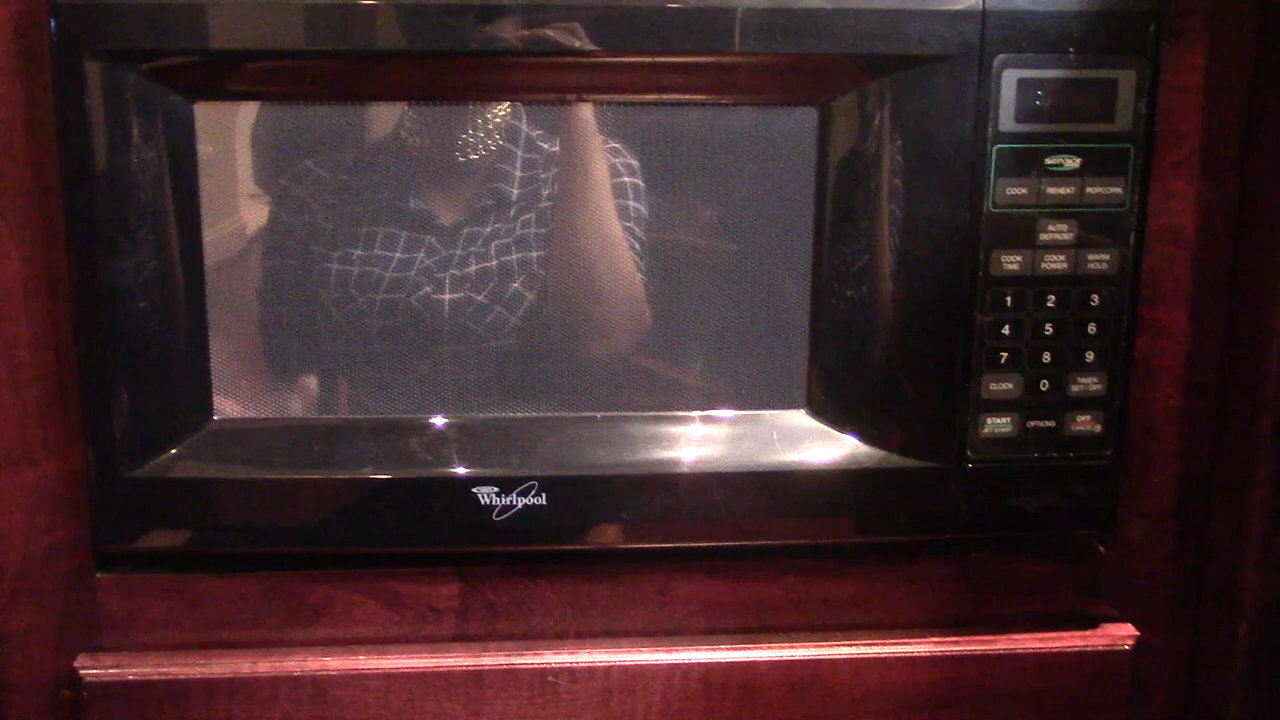 sensor
COOK REHEAT POPCORN
AUTO
DEFROST
COOK
TIME
COOK
POWER
WARM
HOLD
1 2 3
4 5 6
7 8 9
CLOCK 0 TIMER
SET / OFF
START OPTIONS OFF
Whirlpool